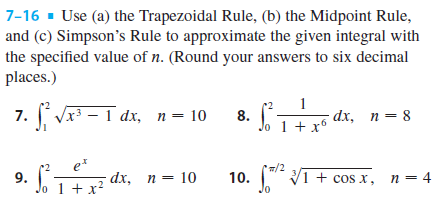 7–16 ▪ Use (a) the Trapezoidal Rule, (b) the Midpoint Rule,
and (c) Simpson's Rule to approximate the given integral with
the specified value of n. (Round your answers to six decimal
places.)
7. ∫₁² √(x³ − 1) dx, n = 10 8. ∫₀² 1/(1 + x⁶) dx, n = 8
9. ∫₀² eˣ/(1 + x²) dx, n = 10 10. ∫₀^(π/2) ∛(1 + cos x), n = 4